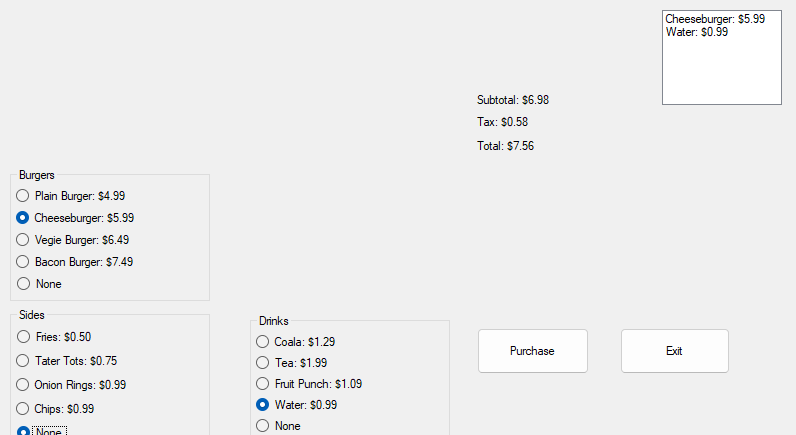 Cheeseburger: $5.99
Water: $0.99
Subtotal: $6.98
Tax: $0.58
Total: $7.56
Burgers
Plain Burger: $4.99
Cheeseburger: $5.99
Vegie Burger: $6.49
Bacon Burger: $7.49
None
Sides
Fries: $0.50
Tater Tots: $0.75
Onion Rings: $0.99
Chips: $0.99
None
Drinks
Coala: $1.29
Tea: $1.99
Fruit Punch: $1.09
Water: $0.99
None
Purchase
Exit